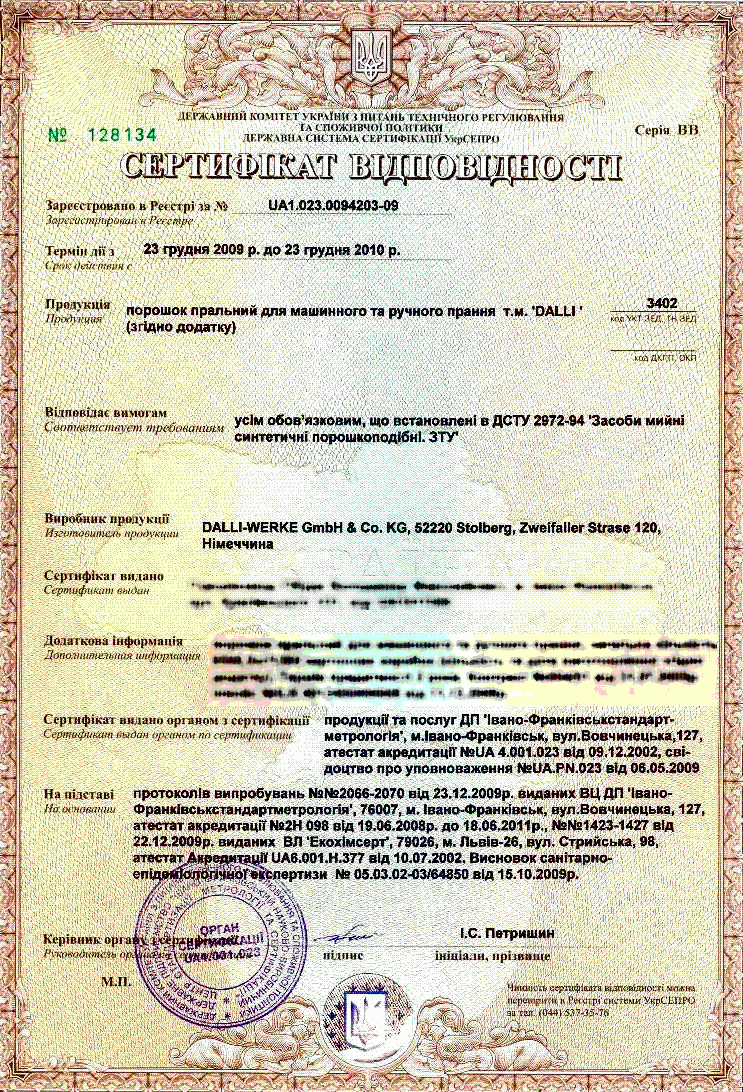 ДЕРЖАВНИЙ КОМІТЕТ УКРАЇНИ З ПИТАНЬ ТЕХНІЧНОГО РЕГУЛЮВАННЯ
ТА СПОЖИВЧОЇ ПОЛІТИКИ
ДЕРЖАВНА СИСТЕМА СЕРТИФІКАЦІЇ УкрСЕПРО
№ 128134
Серія ВВ
СЕРТИФІКАТ ВІДПОВІДНОСТІ
Зареєстровано в Реєстрі за № UA1.023.0094203-09
Зарегистрирован в Реестре
Термін дії з 23 грудня 2009 р. до 23 грудня 2010 р.
Срок действия с
Продукція
Продукция
порошок пральний для машинного та ручного прання т.м. 'DALLI '
(згідно додатку)
3402
код УКТ ЗЕД, ТН ЗЕД
код ДКПП, ОКП
Відповідає вимогам
Соответствует требованиям
усім обов'язковим, що встановлені в ДСТУ 2972-94 'Засоби мийні
синтетичні порошкоподібні. ЗТУ'
Виробник продукції
Изготовитель продукции
DALLI-WERKE GmbH & Co. KG, 52220 Stolberg, Zweifaller Strase 120,
Німеччина
Сертифікат видано
Сертификат выдан
Додаткова інформація
Дополнительная информация
Сертифікат видано органом з сертифікації
Сертификат выдан органом по сертификации
продукції та послуг ДП 'Івано-Франківськстандарт-
метрологія', м.Івано-Франківськ, вул.Вовчинецька,127,
атестат акредитації №UA 4.001.023 від 09.12.2002, сві-
доцтво про уповноваження №UA.PN.023 від 06.05.2009
На підставі
На основании
протоколів випробувань №№2066-2070 від 23.12.2009р. виданих ВЦ ДП 'Івано-
Франківськстандартметрологія', 76007, м. Івано-Франківськ, вул.Вовчинецька, 127,
атестат акредитації №2Н 098 від 19.06.2008р. до 18.06.2011р., №№1423-1427 від
22.12.2009р. виданих ВЛ 'Екохімсерт', 79026, м. Львів-26, вул. Стрийська, 98,
атестат Акредитації UA6.001.Н.377 від 10.07.2002. Висновок санітарно-
епідеміологічної експертизи № 05.03.02-03/64850 від 15.10.2009р.
ОРГАН
СЕРТИФІКАЦІЇ
UA4.001.023
Керівник органу з сертифікації
Руководитель органа
І.С. Петришин
підпис
ініціали, прізвище
М.П.
Чинність сертифіката відповідності можна
перевірити в Реєстрі системи УкрСЕПРО
за тел. (044) 537-35-76